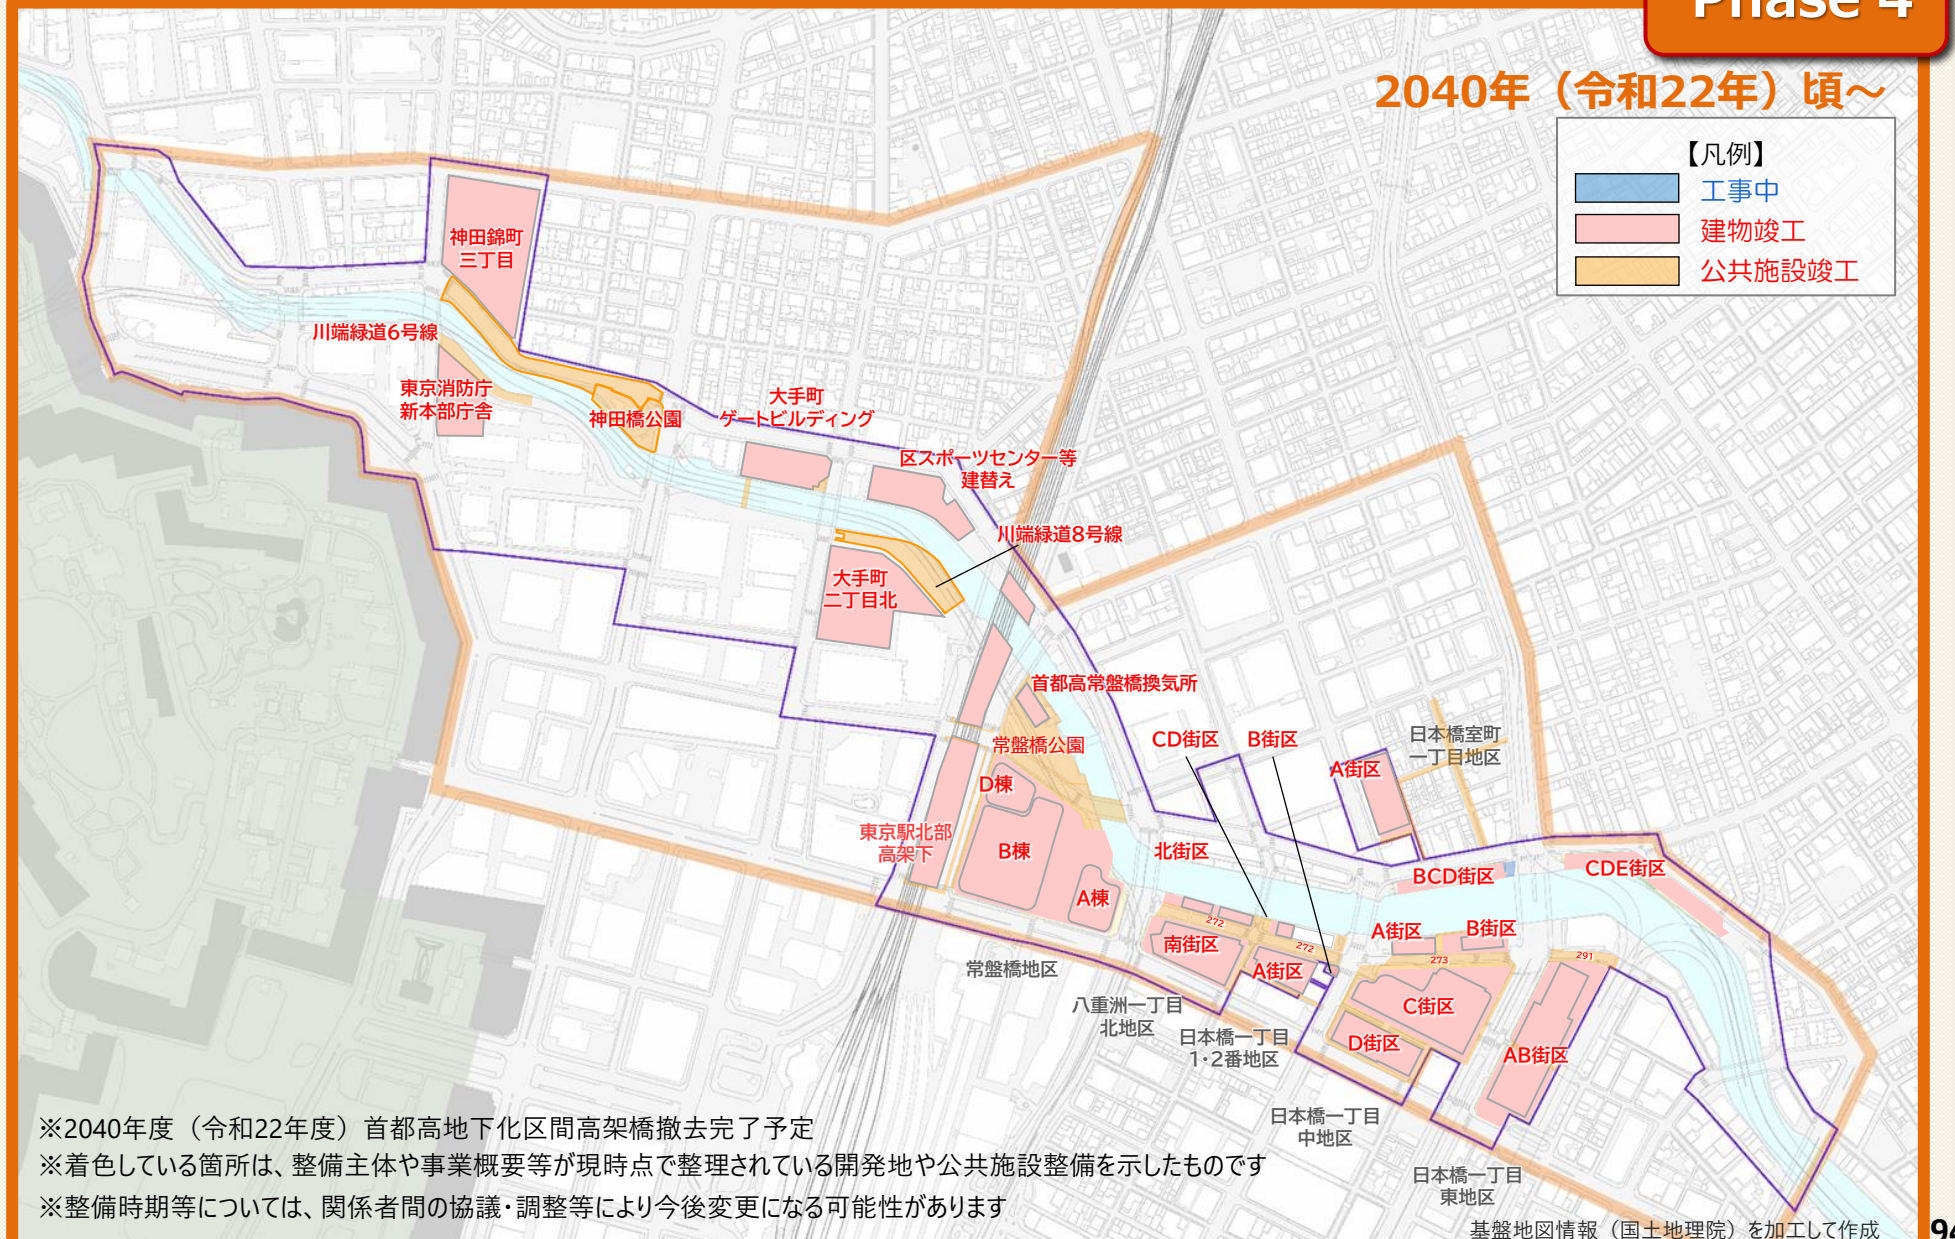 Phase 4
2040年（令和22年）頃～
【凡例】
工事中
建物竣工
公共施設竣工
神田錦町
三丁目
川端緑道6号線
東京消防庁
新本部庁舎
神田橋公園
大手町
ゲートビルディング
区スポーツセンター等
建替え
川端緑道8号線
大手町
二丁目北
首都高常盤橋換気所
常盤橋公園
CD街区
B街区
A街区
日本橋室町
一丁目地区
D棟
東京駅北部
高架下
B棟
A棟
北街区
BCD街区
CDE街区
272
南街区
272
A街区
A街区
B街区
273
291
C街区
D街区
AB街区
常盤橋地区
八重洲一丁目
北地区
日本橋一丁目
1・2番地区
日本橋一丁目
中地区
日本橋一丁目
東地区
※2040年度（令和22年度）首都高地下化区間高架橋撤去完了予定
※着色している箇所は、整備主体や事業概要等が現時点で整理されている開発地や公共施設整備を示したものです
※整備時期等については、関係者間の協議・調整等により今後変更になる可能性があります
基盤地図情報（国土地理院）を加工して作成